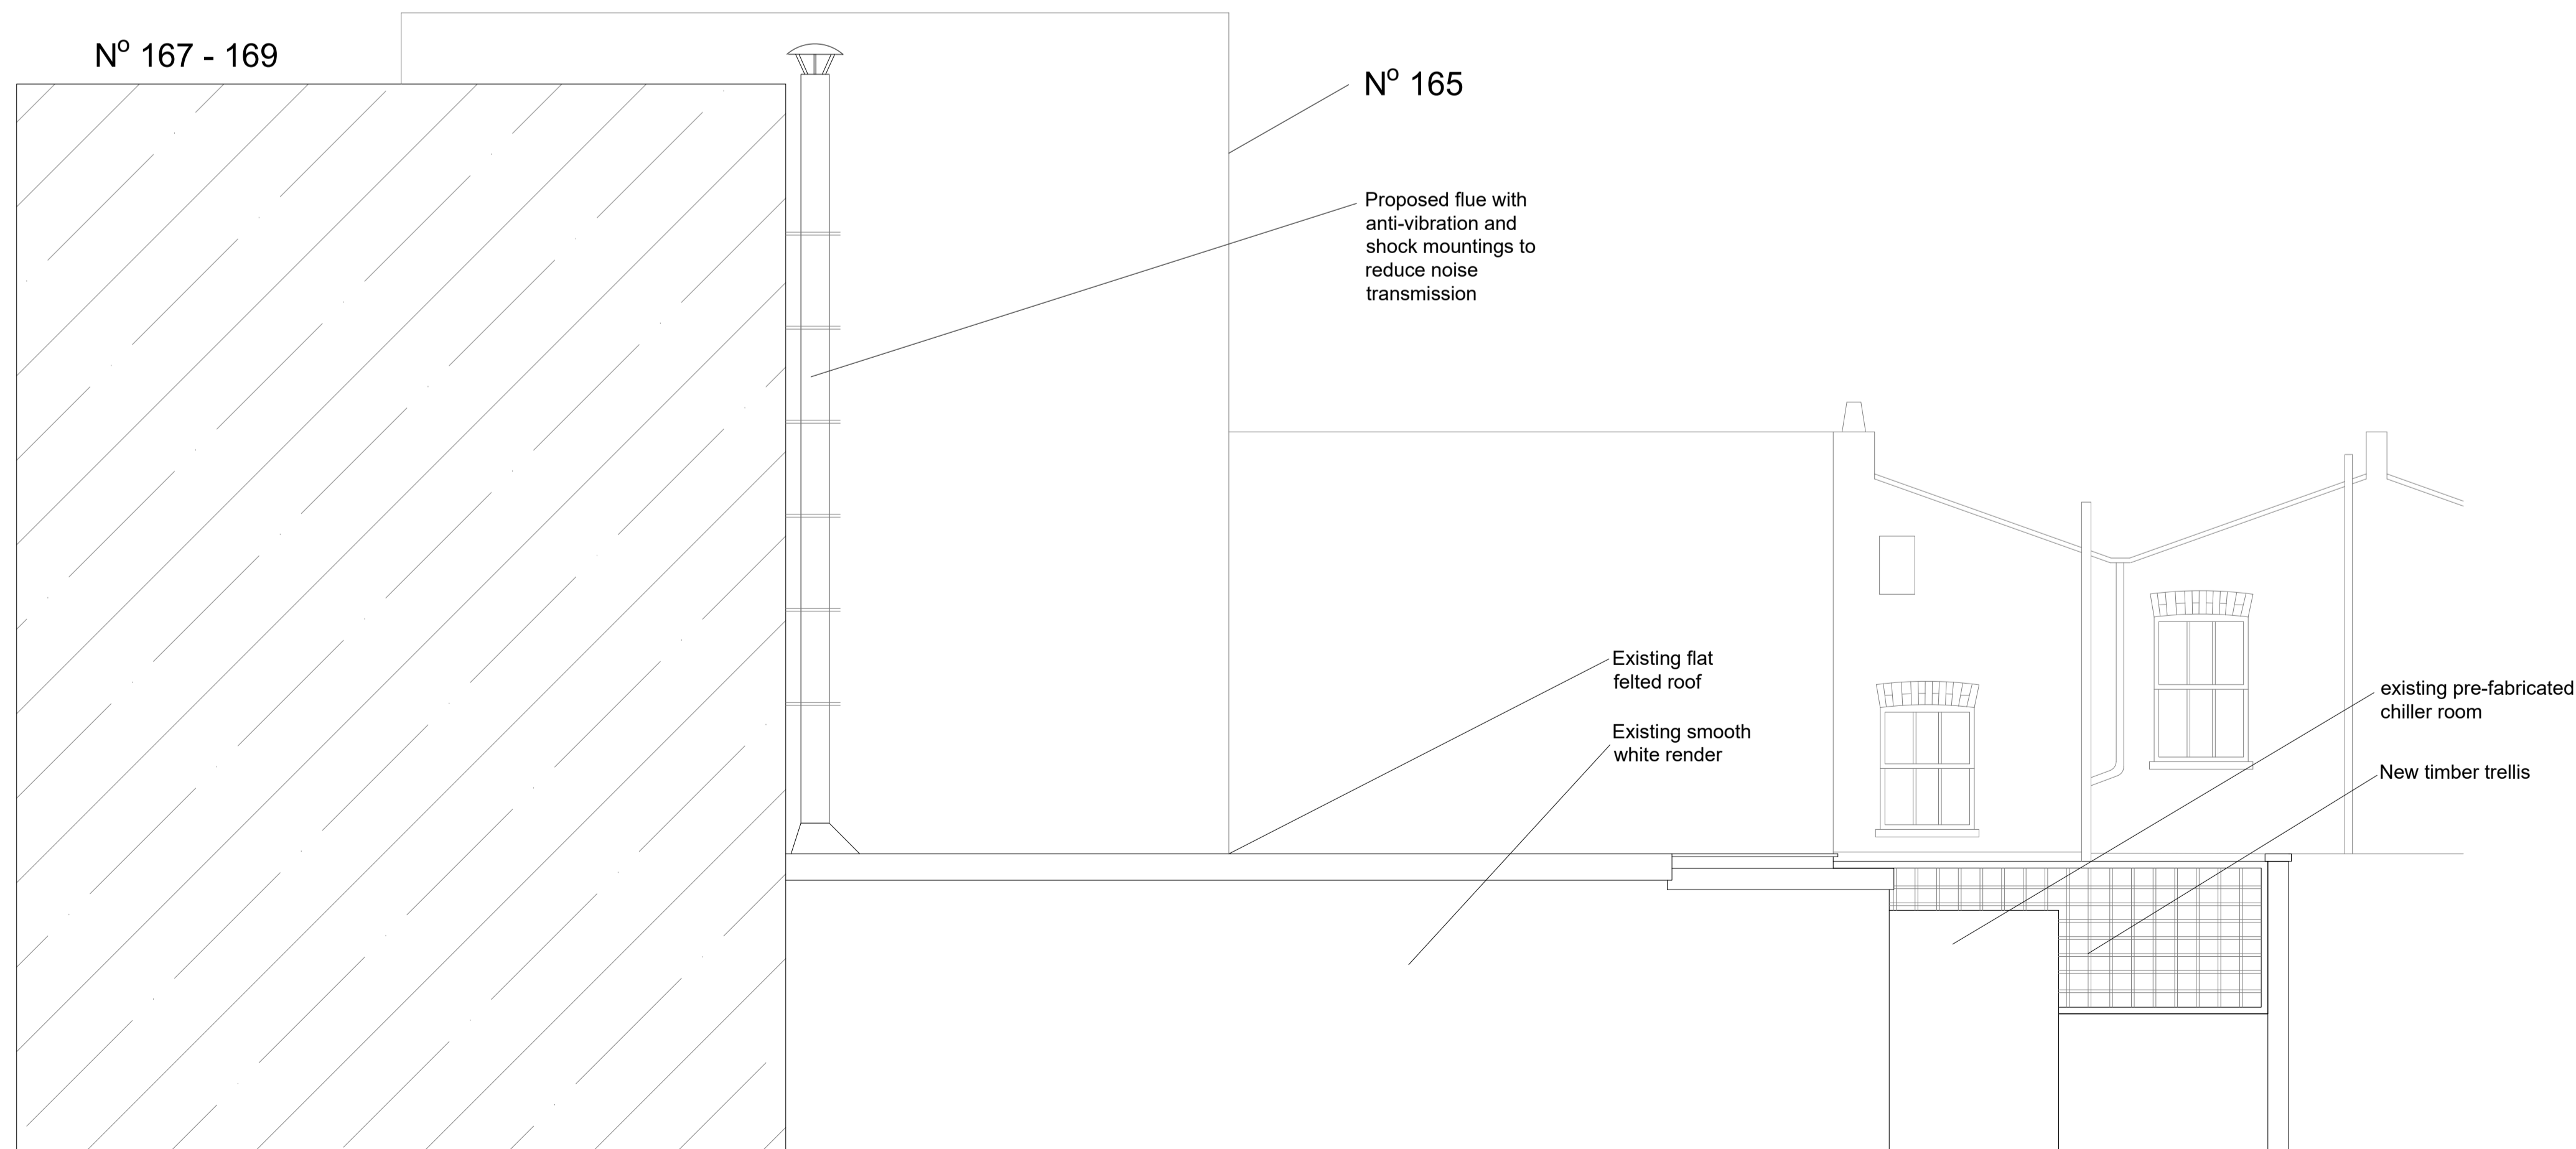 Nº 167 - 169
Nº 165
Proposed flue with
anti-vibration and
shock mountings to
reduce noise
transmission
Existing flat
felted roof
Existing smooth
white render
existing pre-fabricated
chiller room
New timber trellis